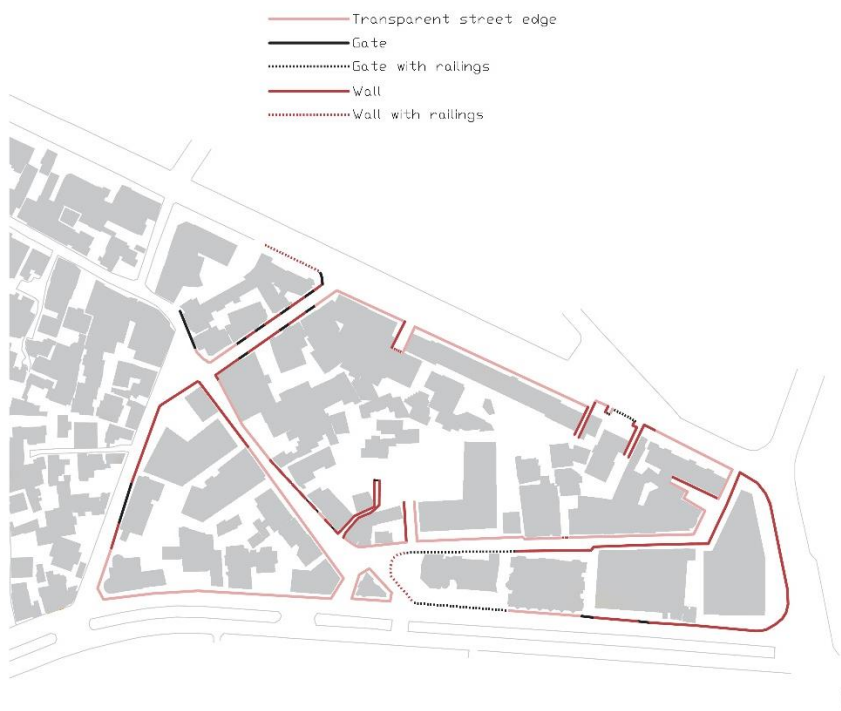 Transparent street edge
Gate
Gate with railings
Wall
Wall with railings